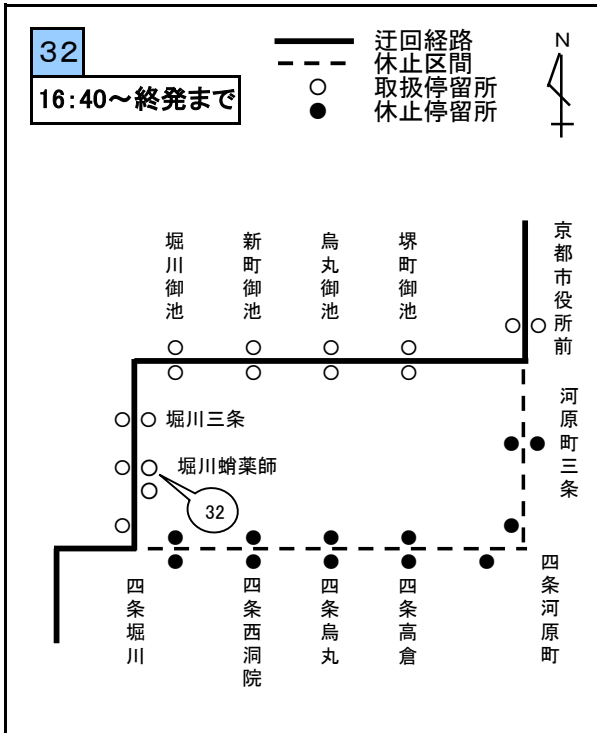 32
16:40～終発まで
迂回経路
休止区間
取扱停留所
休止停留所
N
堀川御池
新町御池
烏丸御池
堺町御池
京都市役所前
堀川三条
堀川蛸薬師
32
河原町三条
四条堀川
四条西洞院
四条烏丸
四条高倉
四条河原町